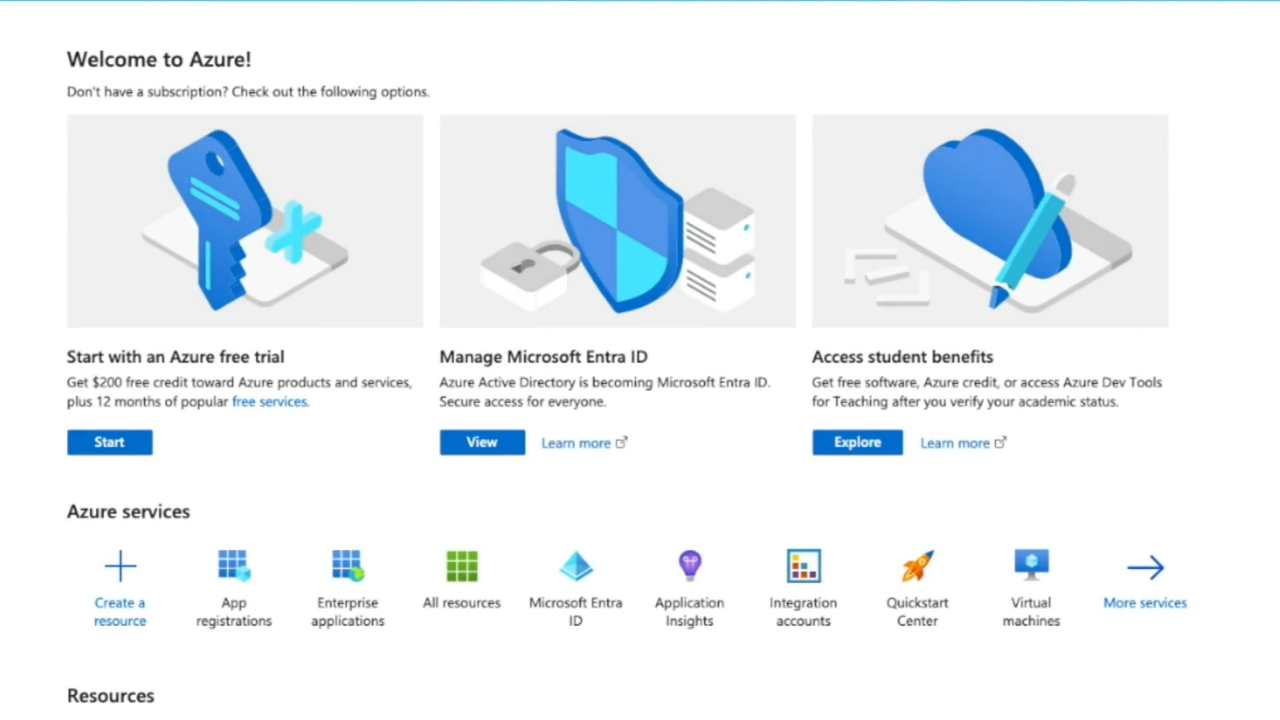 Welcome to Azure!
Don't have a subscription? Check out the following options.
Start with an Azure free trial
Get $200 free credit toward Azure products and services,
plus 12 months of popular free services.
Start
Manage Microsoft Entra ID
Azure Active Directory is becoming Microsoft Entra ID.
Secure access for everyone.
View Learn more
Access student benefits
Get free software, Azure credit, or access Azure Dev Tools
for Teaching after you verify your academic status.
Explore Learn more
Azure services
Create a
resource
App
registrations
Enterprise
applications
All resources
Microsoft Entra
ID
Application
Insights
Integration
accounts
Quickstart
Center
Virtual
machines
More services
Resources